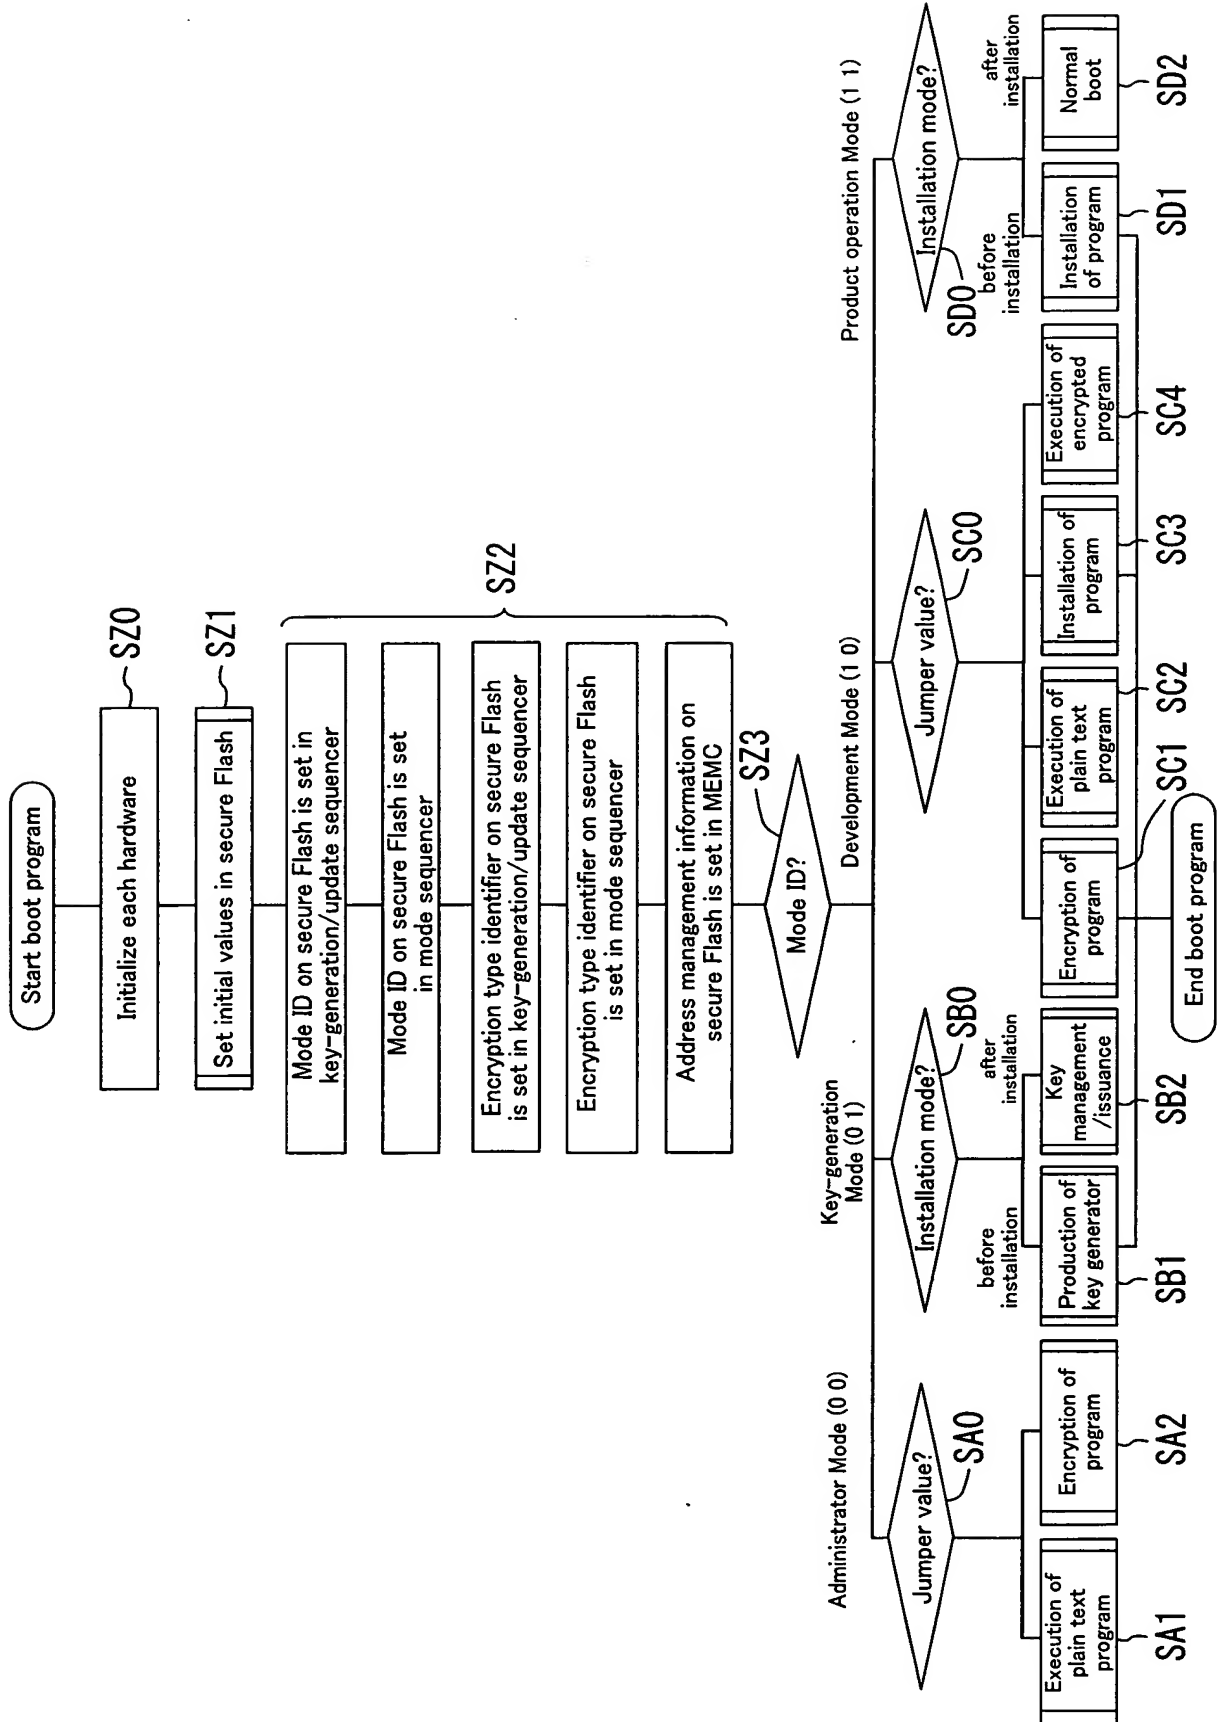 Start boot program
Initialize each hardware
SZ0
Set initial values in secure Flash
SZ1
Mode ID on secure Flash is set in
key-generation/update sequencer
Mode ID on secure Flash is set
in mode sequencer
Encryption type identifier on secure Flash
is set in key-generation/update sequencer
Encryption type identifier on secure Flash
is set in mode sequencer
Address management information on
secure Flash is set in MEMC
SZ2
Mode ID?
SZ3
Administrator Mode (0 0)
Key-generation
Mode (0 1)
Development Mode (1 0)
Product operation Mode (1 1)
Jumper value?
SA0
Installation mode?
SB0
Jumper value?
SC0
Installation mode?
SD0
before
installation
after
installation
before
installation
after
installation
Execution of
plain text
program
Encryption of
program
Production of
key generator
Key
management
/issuance
Encryption of
program
Execution of
plain text
program
Installation of
program
Execution of
encrypted
program
Installation
of program
Normal
boot
SA1
SA2
SB1
SB2
SC1
SC2
SC3
SC4
SD1
SD2
End boot program